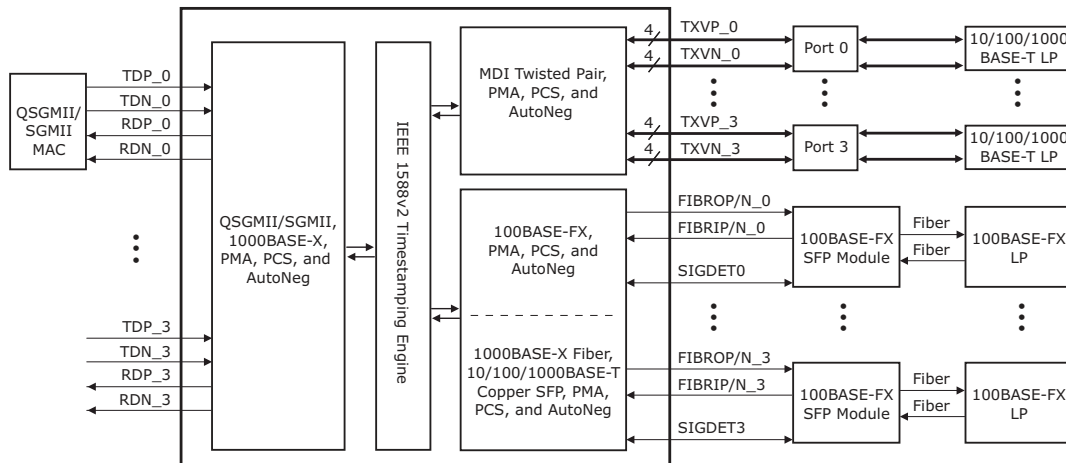 TDP_0
TDN_0
RDP_0
RDN_0
QSGMII/
SGMII
MAC
TDP_3
TDN_3
RDP_3
RDN_3
QSGMII/SGMII,
1000BASE-X,
PMA, PCS, and
AutoNeg
IEEE 1588v2 Timestamping Engine
MDI Twisted Pair,
PMA, PCS, and
AutoNeg
100BASE-FX,
PMA, PCS, and
AutoNeg
1000BASE-X Fiber,
10/100/1000BASE-T
Copper SFP, PMA,
PCS, and AutoNeg
4 TXVP_0
4 TXVN_0
4 TXVP_3
4 TXVN_3
Port 0
Port 3
10/100/1000
BASE-T LP
10/100/1000
BASE-T LP
FIBROP/N_0
FIBRIP/N_0
SIGDET0
100BASE-FX
SFP Module
Fiber
Fiber
100BASE-FX
LP
FIBROP/N_3
FIBRIP/N_3
SIGDET3
100BASE-FX
SFP Module
Fiber
Fiber
100BASE-FX
LP